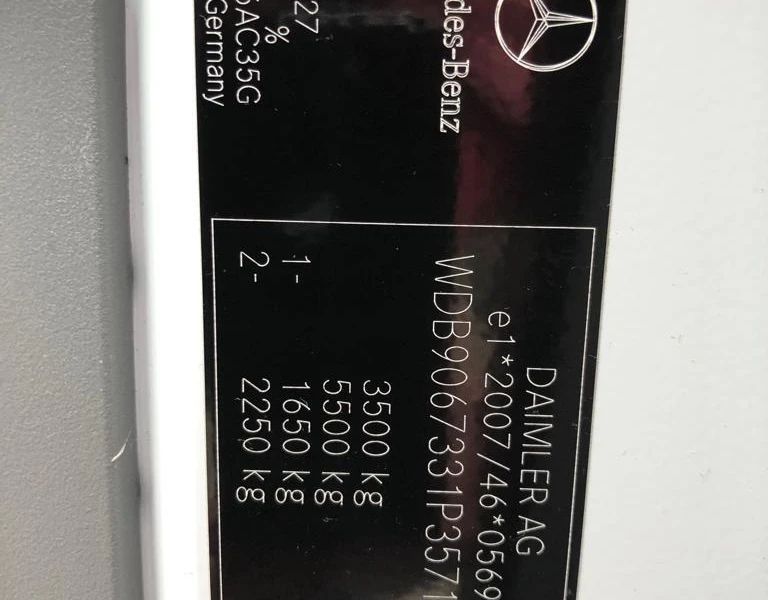 des-Benz
27
%
6AC35G
Germany
DAIMLER AG
e1*2007/46*0569
WDB9067331P3571
3500 kg
5500 kg
1- 1650 kg
2- 2250 kg